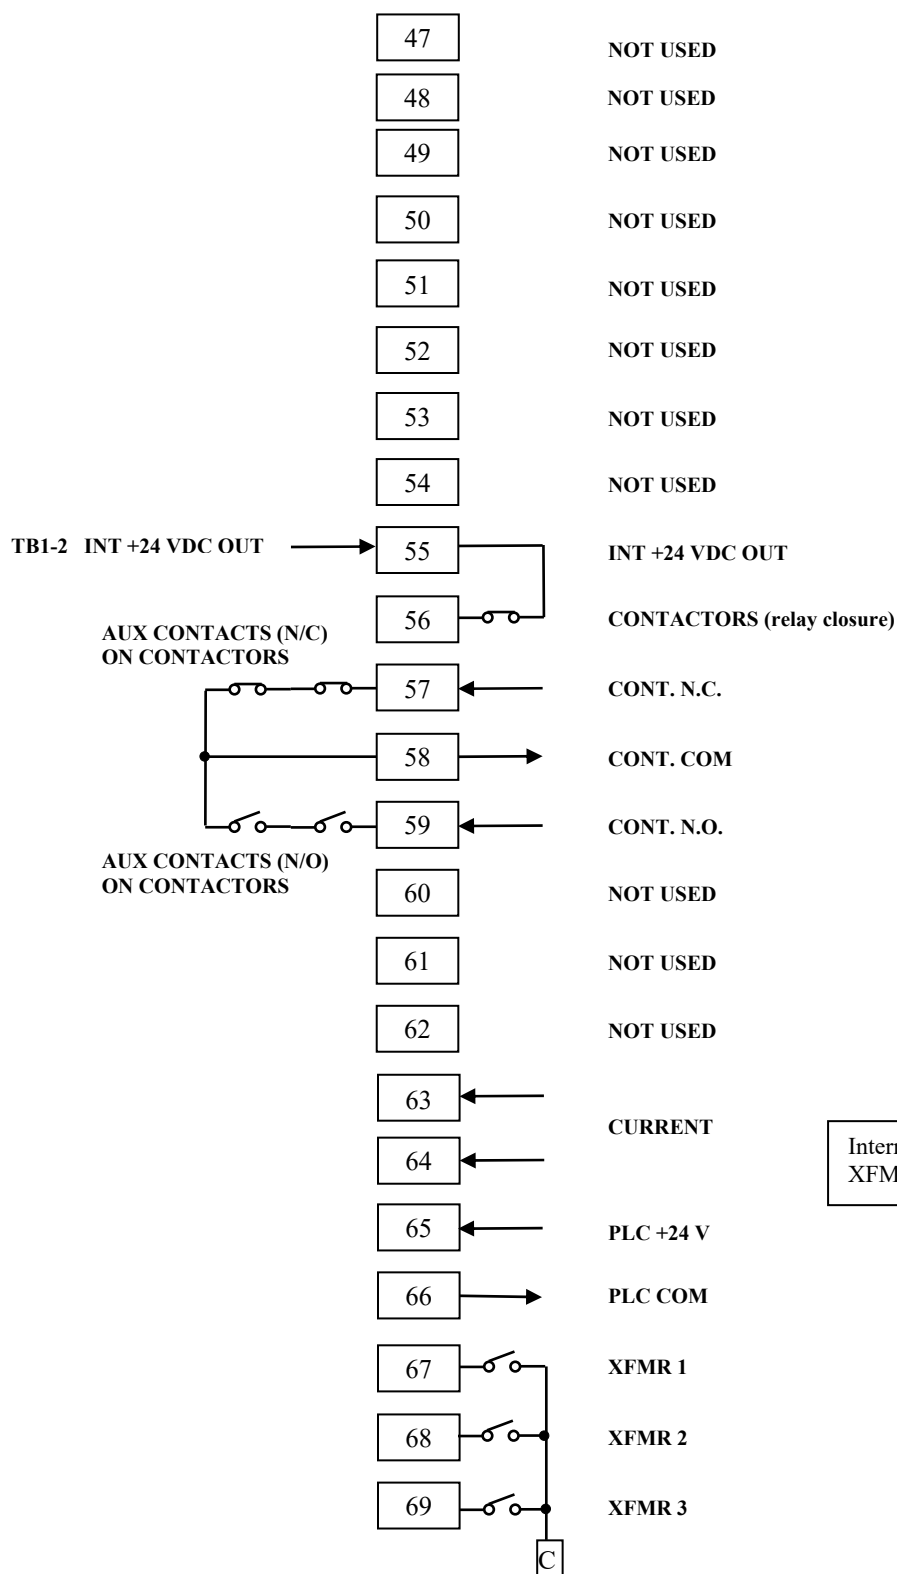 47 NOT USED
48 NOT USED
49 NOT USED
50 NOT USED
51 NOT USED
52 NOT USED
53 NOT USED
54 NOT USED
TB1-2 INT +24 VDC OUT 55 INT +24 VDC OUT
56 CONTACTORS (relay closure)
AUX CONTACTS (N/C)
ON CONTACTORS
57 CONT. N.C.
58 CONT. COM
59 CONT. N.O.
AUX CONTACTS (N/O)
ON CONTACTORS
60 NOT USED
61 NOT USED
62 NOT USED
63
CURRENT
Interr
XFM
64
65 PLC +24 V
66 PLC COM
67 XFMR 1
68 XFMR 2
69 XFMR 3
C